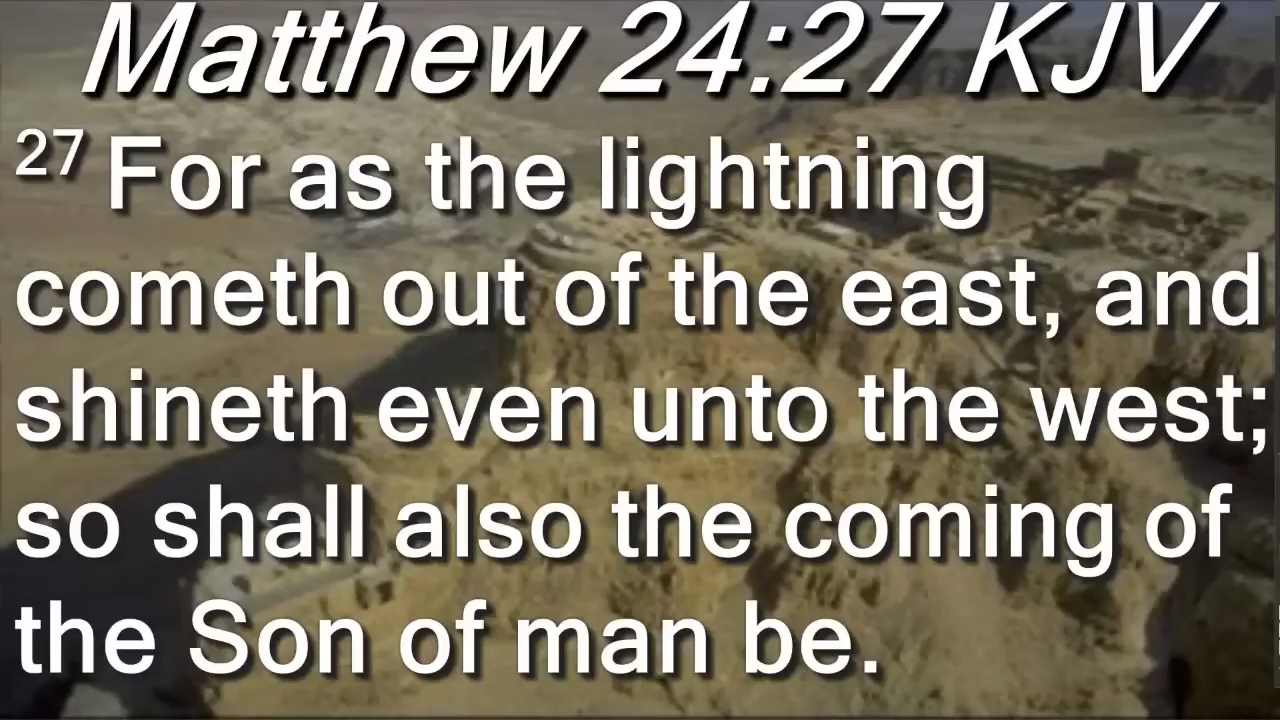 Matthew 24:27 KJV
27 For as the lightning
cometh out of the east, and
shineth even unto the west;
so shall also the coming of
the Son of man be.